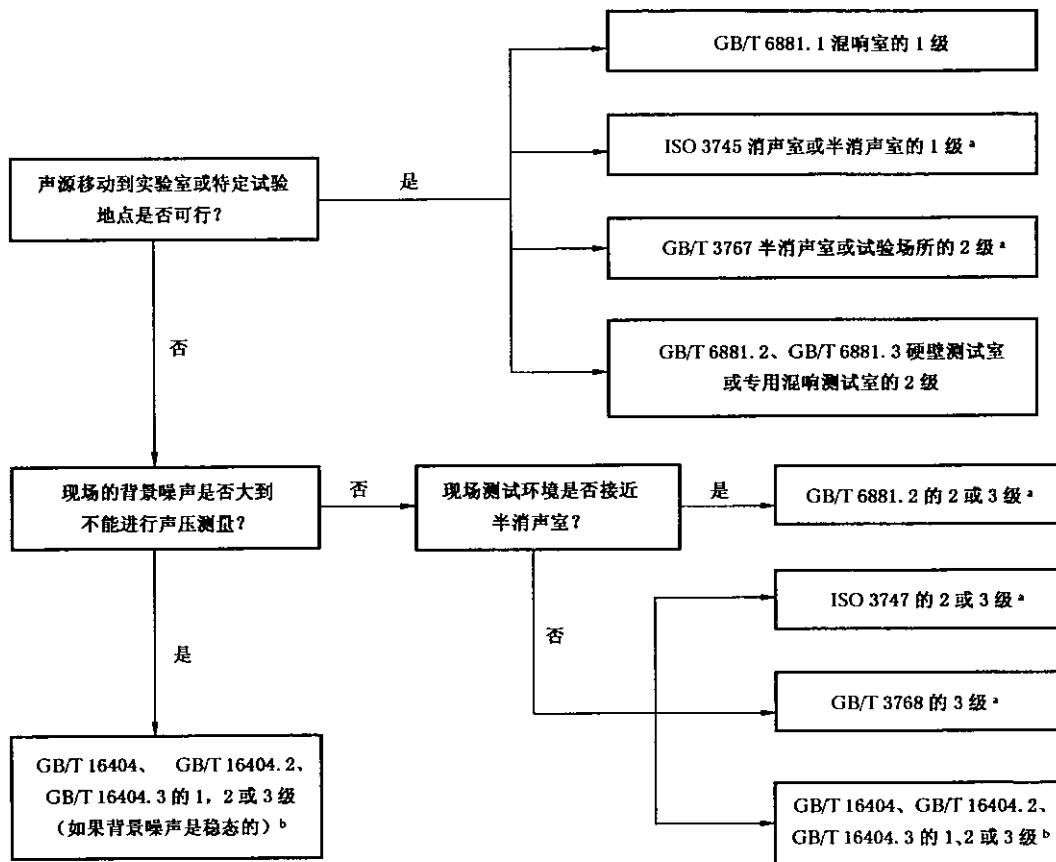 GB/T 6881.1 混响室的 1 级
ISO 3745 消声室或半消声室的 1 级 a
声源移动到实验室或特定试验
地点是否可行?
是
GB/T 3767 半消声室或试验场所的 2 级 a
否
GB/T 6881.2、GB/T 6881.3 硬壁测试室
或专用混响测试室的 2 级
现场的背景噪声是否大到
不能进行声压测量?
否
现场测试环境是否接近
半消声室?
是
GB/T 6881.2 的 2 或 3 级 a
ISO 3747 的 2 或 3 级 a
否
是
GB/T 3768 的 3 级 a
GB/T 16404、 GB/T 16404.2、
GB/T 16404.3 的 1, 2 或 3 级
(如果背景噪声是稳态的) b
GB/T 16404、GB/T 16404.2、
GB/T 16404.3 的 1、2 或 3 级 b